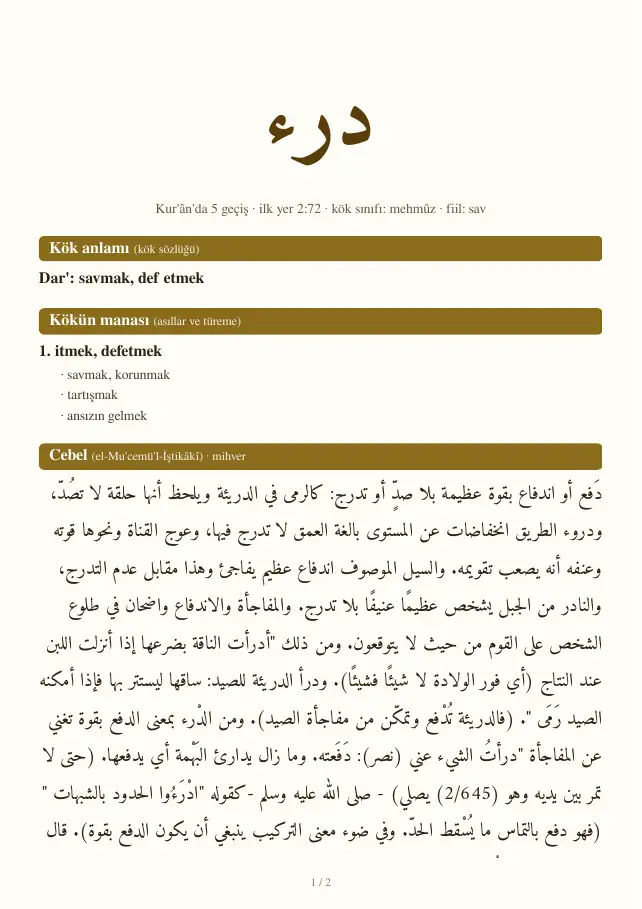 درء
Kur'ân'da 5 geçiş · ilk yer 2:72 · kök sınıfı: mehmûz · fiil: sav
Kök anlamı (kök sözlüğü)
Dar': savmak, def etmek
Kökün manası (asıllar ve türeme)
1. itmek, defetmek
· savmak, korunmak
· tartışmak
· ansızın gelmek
Cebel (el-Mu'cemü'l-İştikâkî) · mihver
دَفع أو اندفاع بقوة عظيمة بلا صدٍّ أو تدرج: كالرمى في الدريئة ويلحظ أنها حلقة لا تصُدّ،
ودروء الطريق انخفاضات عن المستوى بالغة العمق لا تدرج فيها، وعوج القناة ونحوها قوته
وعنفه أنه يصعب تقويمه. والسيل الموصوف اندفاع عظيم يفاجئ وهذا مقابل عدم التدرج،
والنادر من الجبل يشخص عظيمًا عنيفًا بلا تدرج. والمفاجأة والاندفاع واضحان في طلوع
الشخص على القوم من حيث لا يتوقعون. ومن ذلك "أدرأت الناقة بضرعها إذا أنزلت اللبن
عند النتاج (أي فور الولادة لا شيئًا فشيئًا). ودرأ الدريئة للصيد: ساقها ليستتر بها فإذا أمكنه
الصيد رَمَى ". (فالدريئة تُدْفع وتمكّن من مفاجأة الصيد). ومن الدْرء بمعنى الدفع بقوة تغني
عن المفاجأة "درأتُ الشيء عني (نصر): دَفَعته. وما زال يدارئ البَهْمة أي يدفعها. (حتى لا
تمر بين يديه وهو (2/645) يصلي) - صلى الله عليه وسلم -كقوله "ادْرَءُوا الحدود بالشبهات "
(فهو دفع بالتماس ما يُسْقط الحدّ. وفي ضوء معنى التركيب ينبغي أن يكون الدفع بقوة). قال
1 / 2